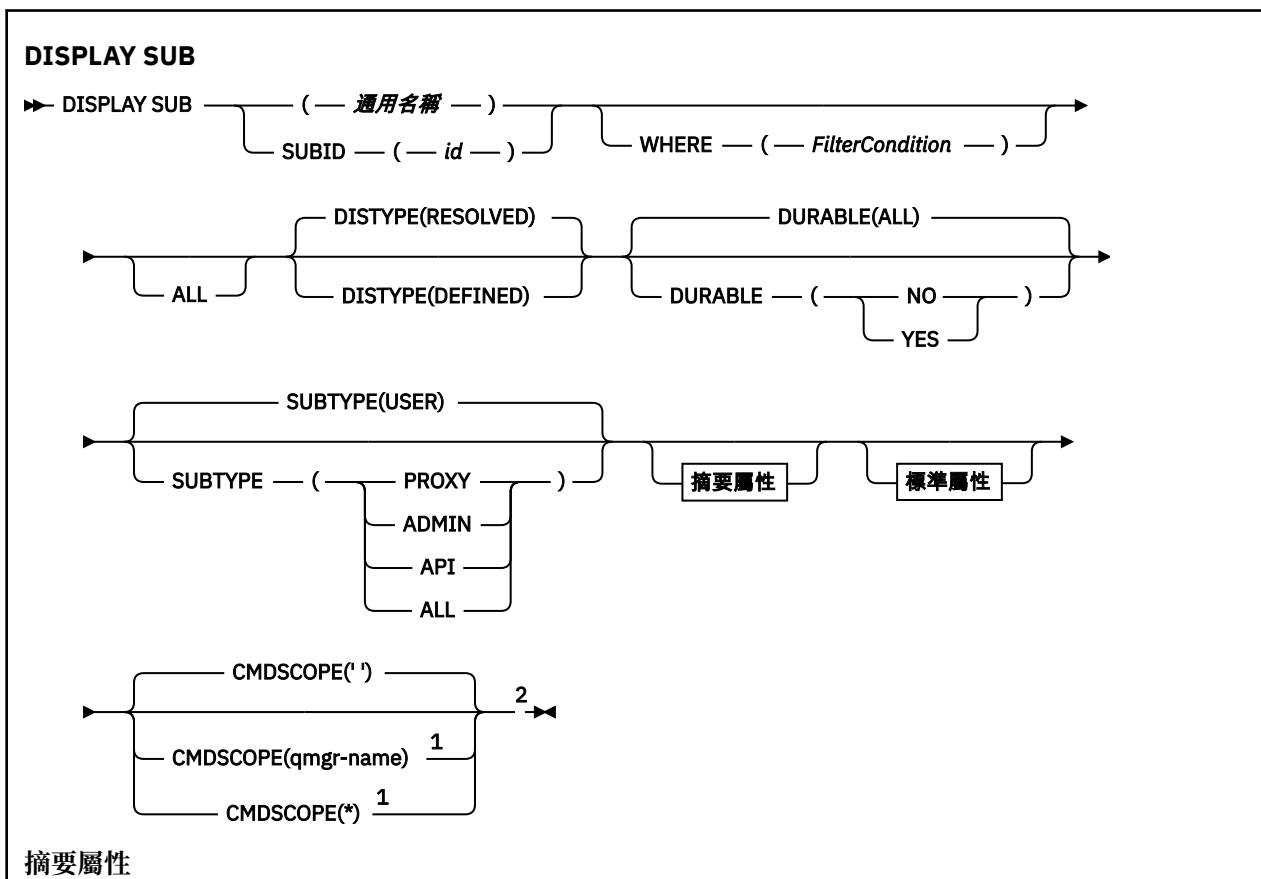 DISPLAY SUB
DISPLAY SUB ( 通用名稱 )
SUBID ( id )
WHERE ( FilterCondition )
ALL
DISTYPE(RESOLVED)
DISTYPE(DEFINED)
DURABLE(ALL)
DURABLE ( NO )
YES
SUBTYPE(USER)
SUBTYPE ( PROXY )
ADMIN
API
ALL
摘要屬性
標準屬性
CMDSCOPE(' ')
2
CMDSCOPE(qmgr-name) 1
CMDSCOPE(*) 1
摘要屬性